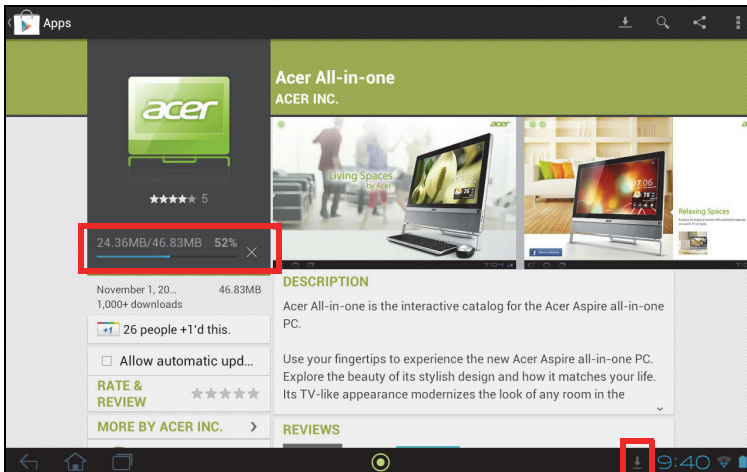 Apps
Acer All-in-one
ACER INC.
acer
5
24.36MB/46.83MB 52%
November 1, 20... 46.83MB
1,000+ downloads
+1 26 people +1'd this.
Allow automatic upd...
RATE &
REVIEW
MORE BY ACER INC.
acer
Living Spaces
by Acer
7:04
07:06
Relaxing Spaces
DESCRIPTION
Acer All-in-one is the interactive catalog for the Acer Aspire all-in-one
PC.
Use your fingertips to experience the new Acer Aspire all-in-one PC.
Explore the beauty of its stylish design and how it matches your life.
Its TV-like appearance modernizes the look of any room in the
REVIEWS
9:40